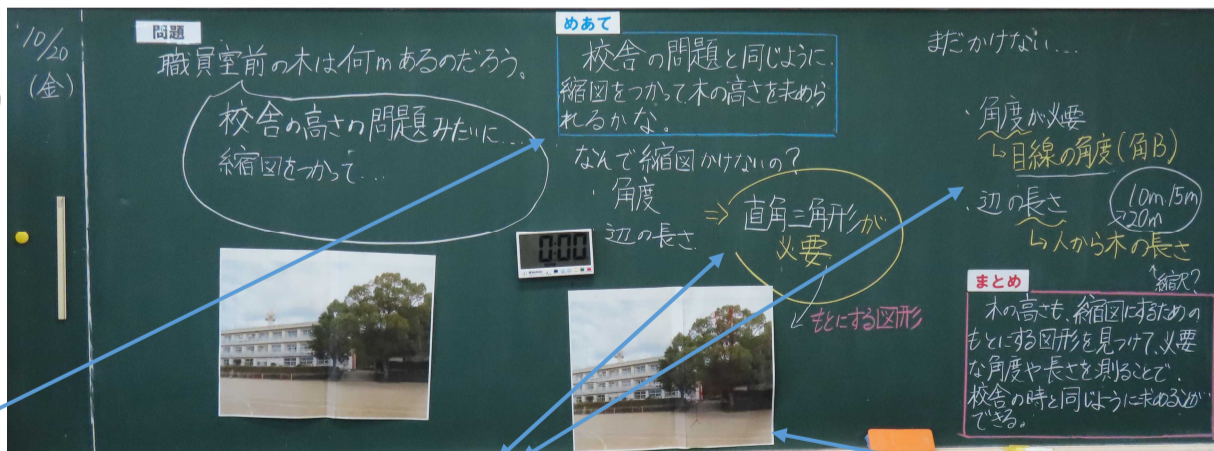 10/20
(金)
問題
職員室前の木は何mあるのだろう。
校舎の高さの問題みたいに…
縮図をつかって…
めあて
校舎の問題と同じように、
縮図をつかって木の高さを求めら
れるかな。
なんで縮図かけないの?
・角度
・辺の長さ
⇒ 直角三角形が
必要
もとにする図形
0:00
まだかけない…
・角度が必要
↳目線の角度(角B)
・辺の長さ
10m.15m
20m
↳人から木の長さ
↑縮尺?
まとめ
木の高さも、縮図にするための
もとにする図形を見つけて、必要
な角度や長さを測ることで、
校舎の時と同じように求めることが
できる。